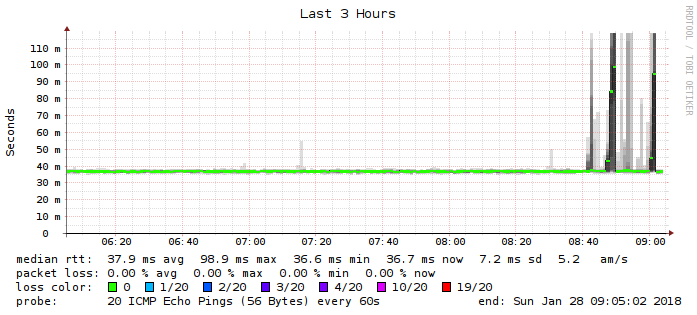 Last 3 Hours
RRDTOOL / TOBI OETIKER
Seconds
110 m
100 m
90 m
80 m
70 m
60 m
50 m
40 m
30 m
20 m
10 m
0
06:20 06:40 07:00 07:20 07:40 08:00 08:20 08:40 09:00
median rtt: 37.9 ms avg 98.9 ms max 36.6 ms min 36.7 ms now 7.2 ms sd 5.2 am/s
packet loss: 0.00 % avg 0.00 % max 0.00 % min 0.00 % now
loss color: 0 1/20 2/20 3/20 4/20 10/20 19/20
probe: 20 ICMP Echo Pings (56 Bytes) every 60s end: Sun Jan 28 09:05:02 2018